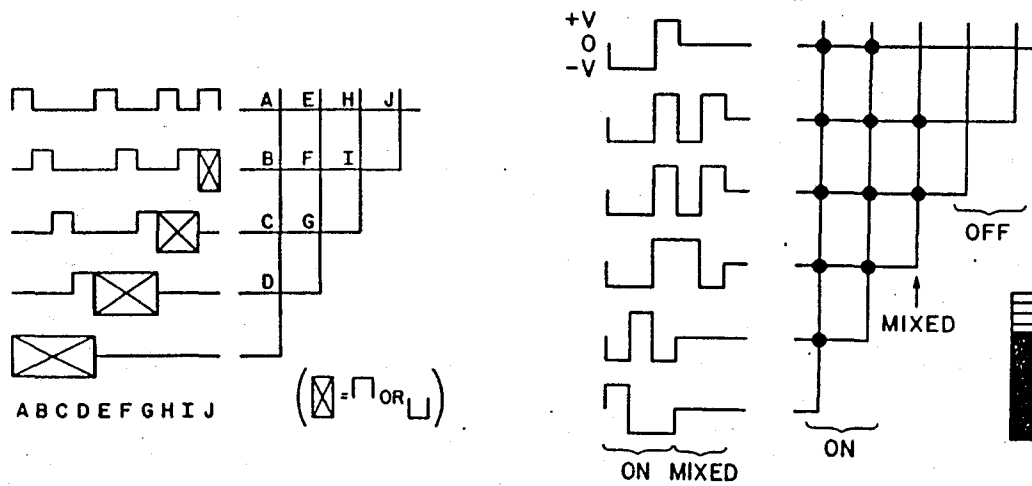 A E H J
B F I
C G
D
A B C D E F G H I J
( = OR )
+V
0
-V
OFF
MIXED
ON MIXED
ON